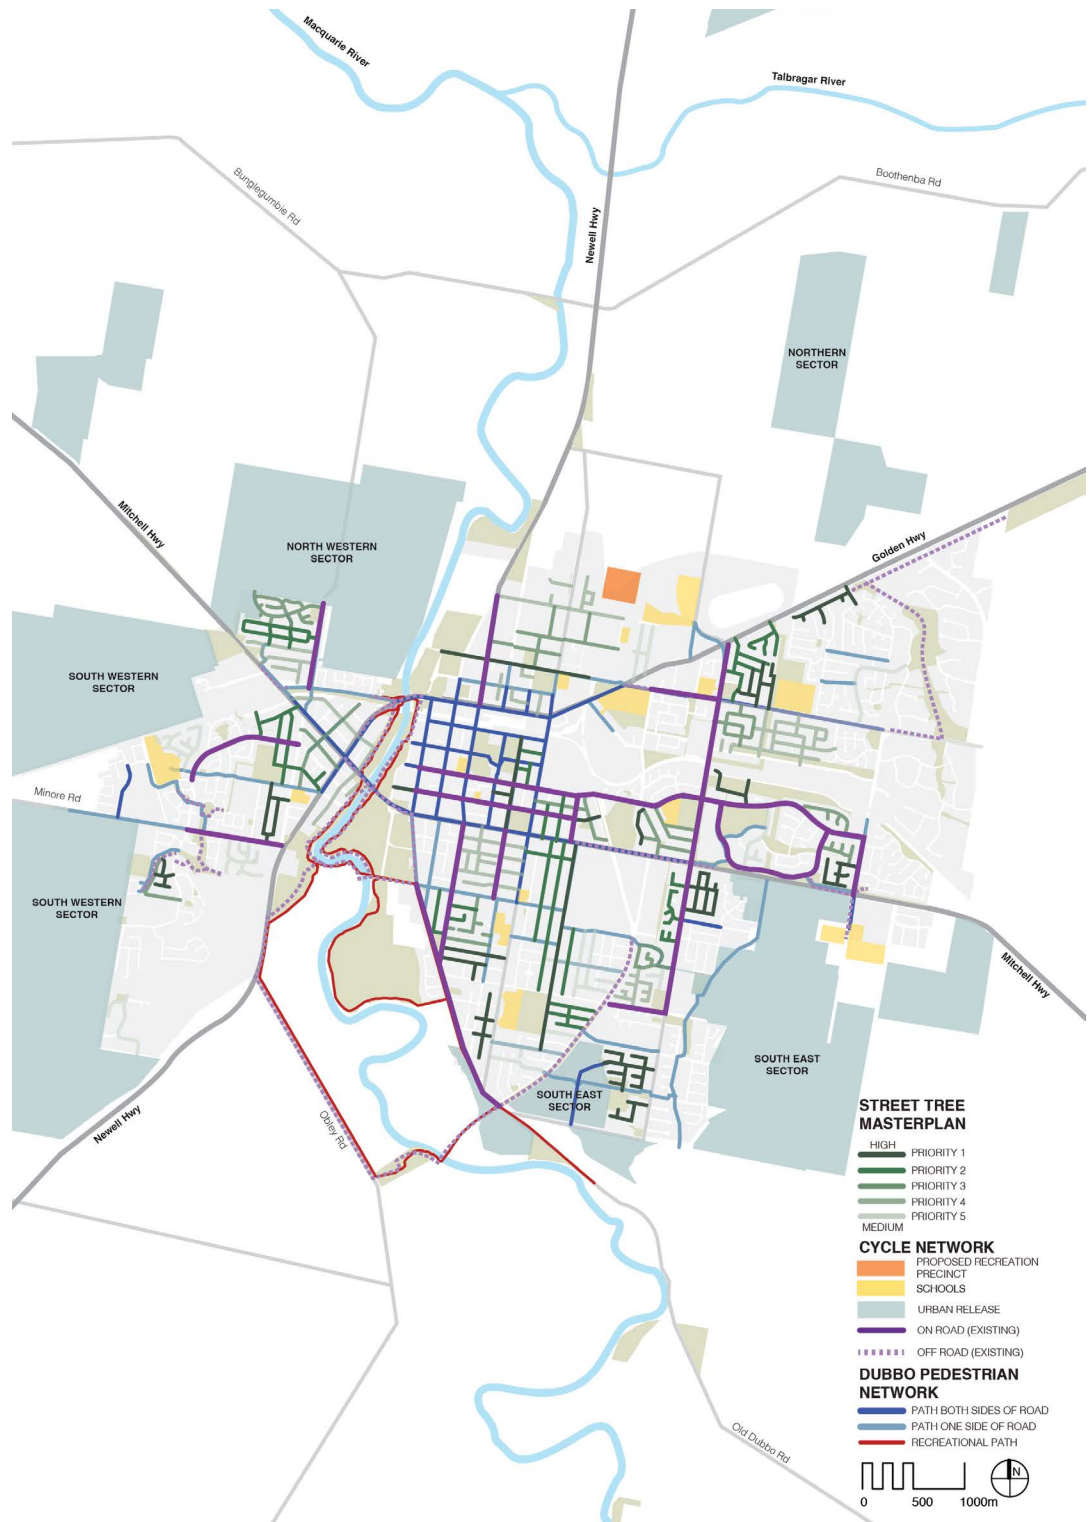 Macquarie River
Talbragar River
Boothenba Rd
Bunglegumbie Rd
Newell Hwy
NORTHERN
SECTOR
Mitchell Hwy
Golden Hwy
NORTH WESTERN
SECTOR
SOUTH WESTERN
SECTOR
Minore Rd
SOUTH WESTERN
SECTOR
Mitchell Hwy
SOUTH EAST
SECTOR
SOUTH EAST
SECTOR
Newell Hwy
Obley Rd
Old Dubbo Rd
STREET TREE
MASTERPLAN
HIGH
PRIORITY 1
PRIORITY 2
PRIORITY 3
PRIORITY 4
PRIORITY 5
MEDIUM
CYCLE NETWORK
PROPOSED RECREATION
PRECINCT
SCHOOLS
URBAN RELEASE
ON ROAD (EXISTING)
OFF ROAD (EXISTING)
DUBBO PEDESTRIAN
NETWORK
PATH BOTH SIDES OF ROAD
PATH ONE SIDE OF ROAD
RECREATIONAL PATH
N
0 500 1000m